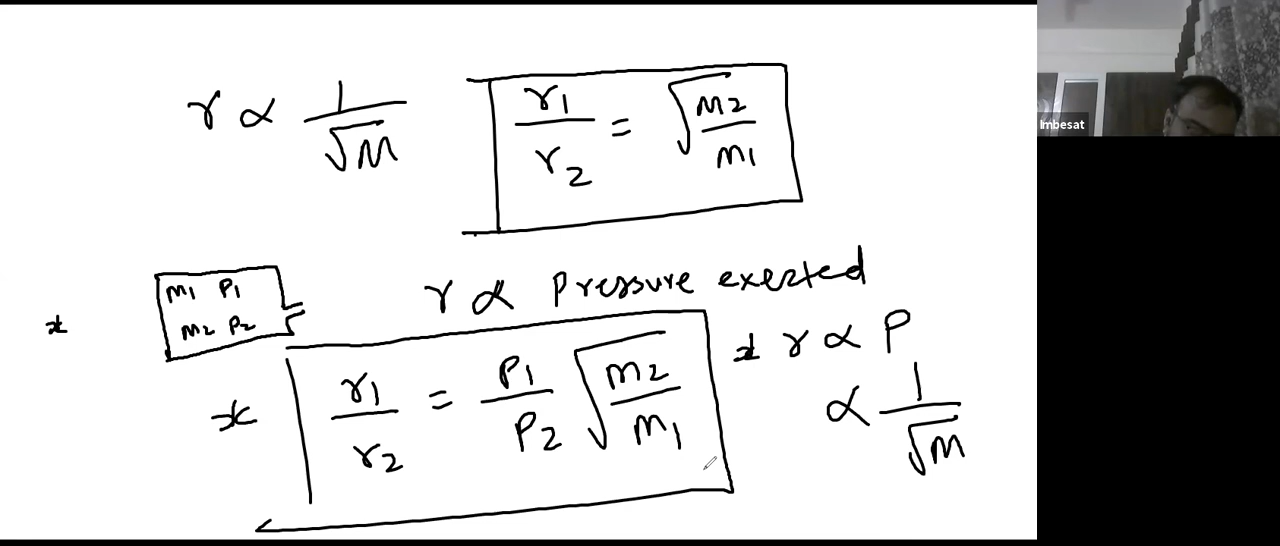 r ∝ 1/√M
r1/r2 = √(M2/M1)
Imbesat
M1 P1
M2 P2
r ∝ Pressure exerted
* r1/r2 = P1/P2 √(M2/M1)
* r ∝ P
∝ 1/√M
*